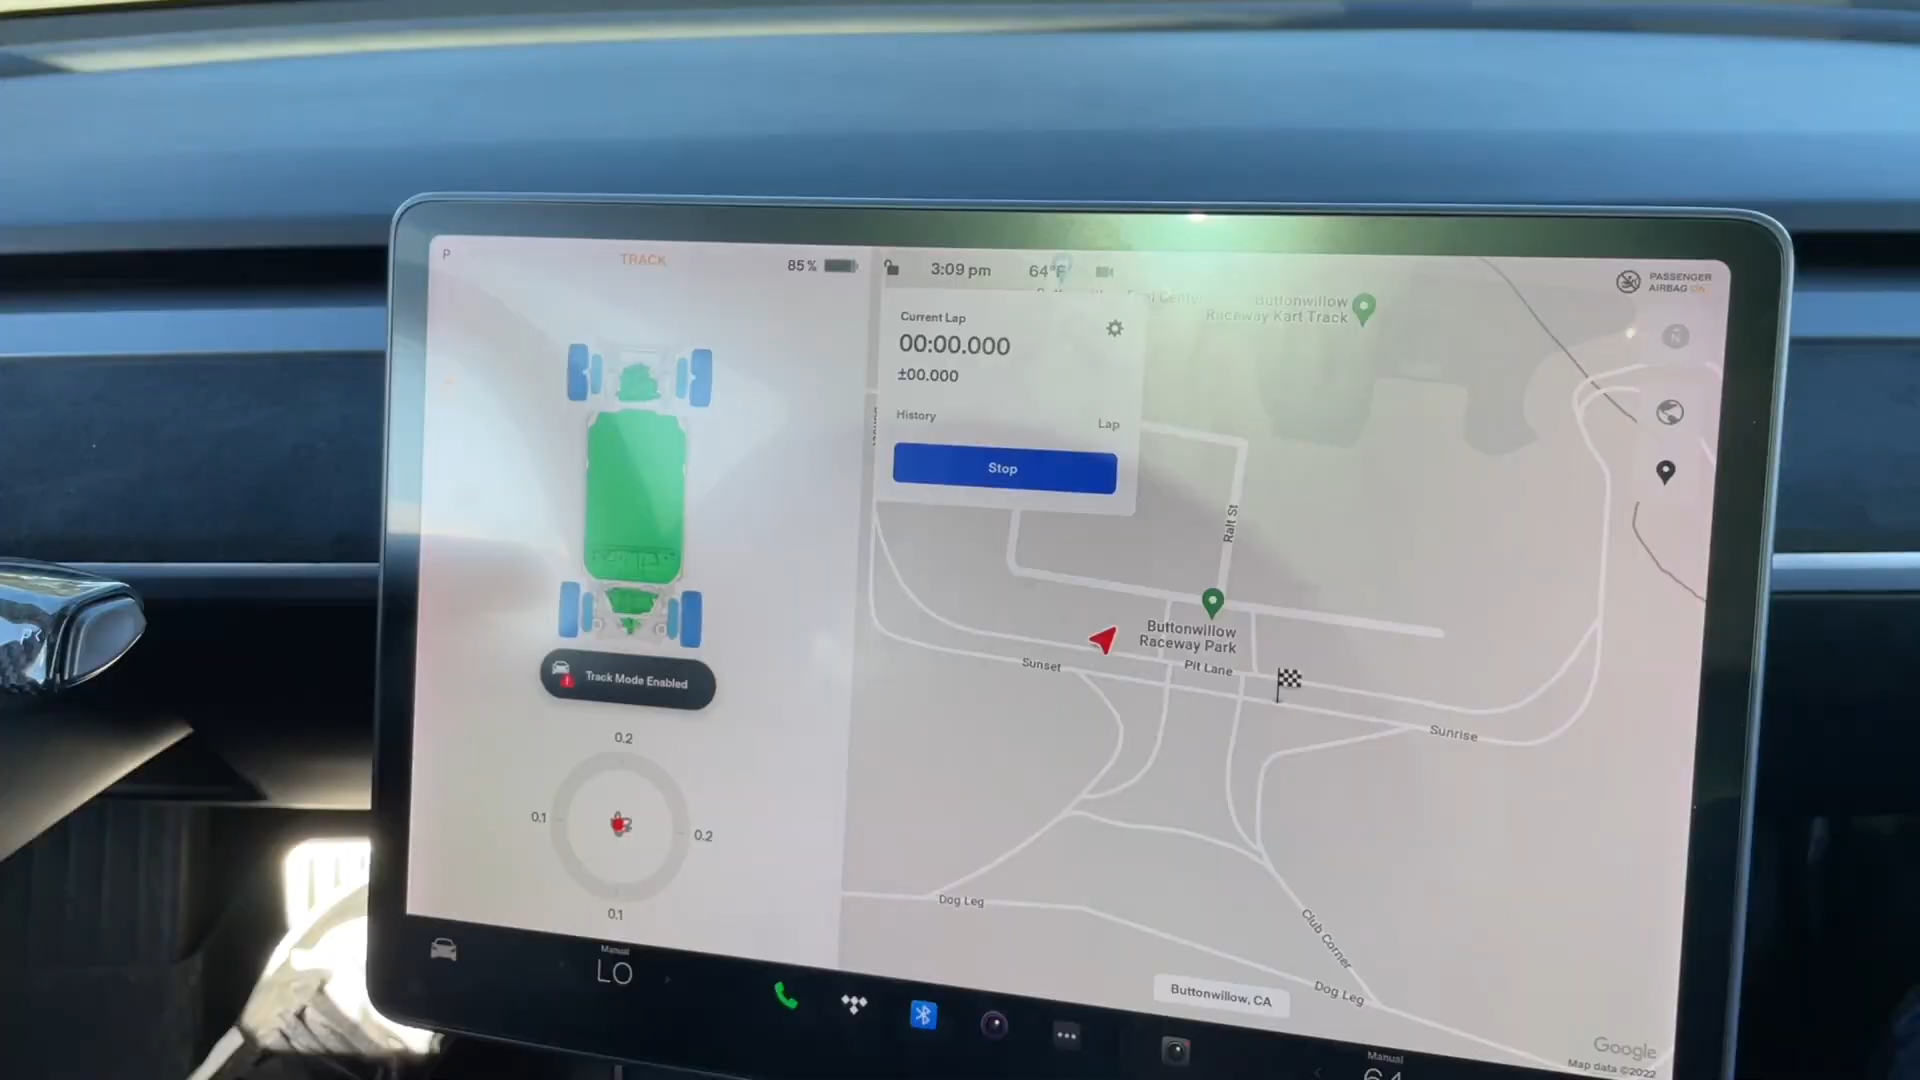 P
TRACK
85%
3:09 pm
64°F
PASSENGER
AIRBAG ON
Buttonwillow
Raceway Kart Track
N
Current Lap
00:00.000
±00.000
History
Lap
Stop
Ralt St
Buttonwillow
Raceway Park
Sunset
Pit Lane
Sunrise
Track Mode Enabled
0.2
0.1
0.2
0.1
Dog Leg
Club Corner
Dog Leg
Buttonwillow, CA
Google
Map data ©2022
Manual
LO
Manual